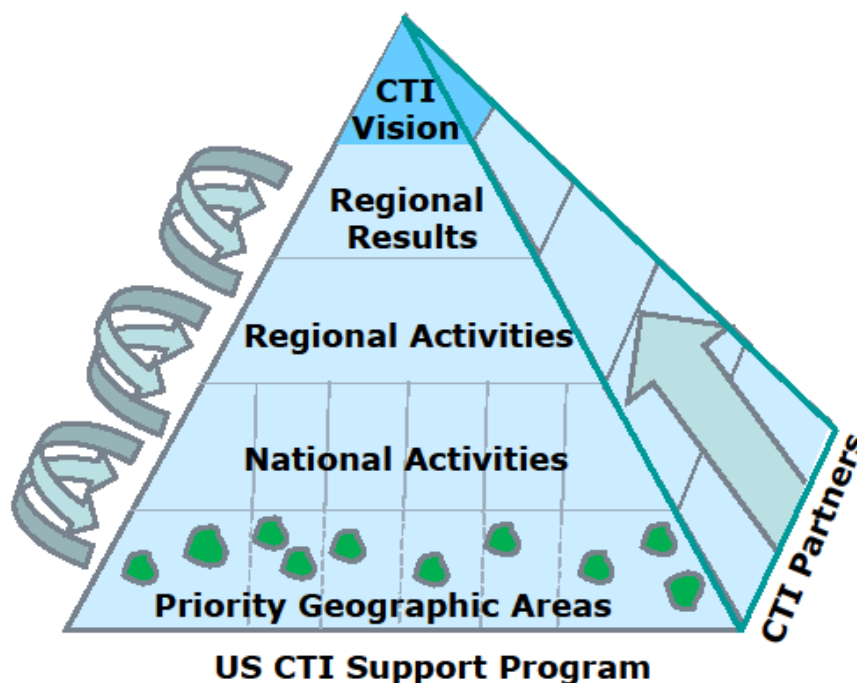 CTI
Vision
Regional
Results
Regional Activities
National Activities
Priority Geographic Areas
US CTI Support Program
CTI Partners